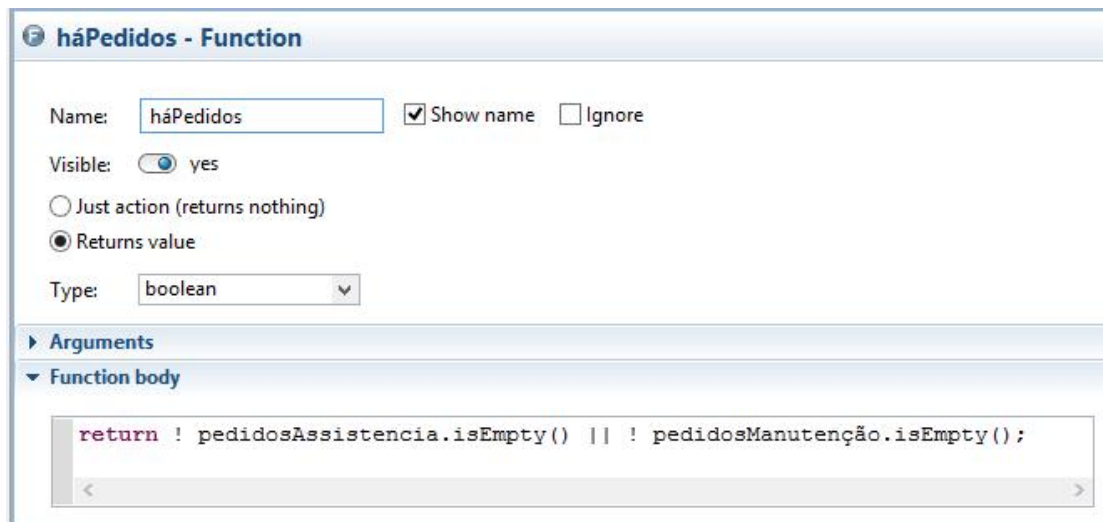 háPedidos - Function
Name: háPedidos Show name Ignore
Visible: yes
Just action (returns nothing)
Returns value
Type: boolean
Arguments
Function body
return ! pedidosAssistencia.isEmpty() || ! pedidosManutenção.isEmpty();